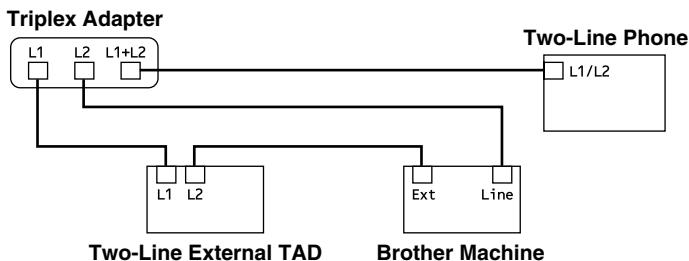 Triplex Adapter
L1 L2 L1+L2
Two-Line Phone
L1/L2
L1 L2
Ext Line
Two-Line External TAD
Brother Machine